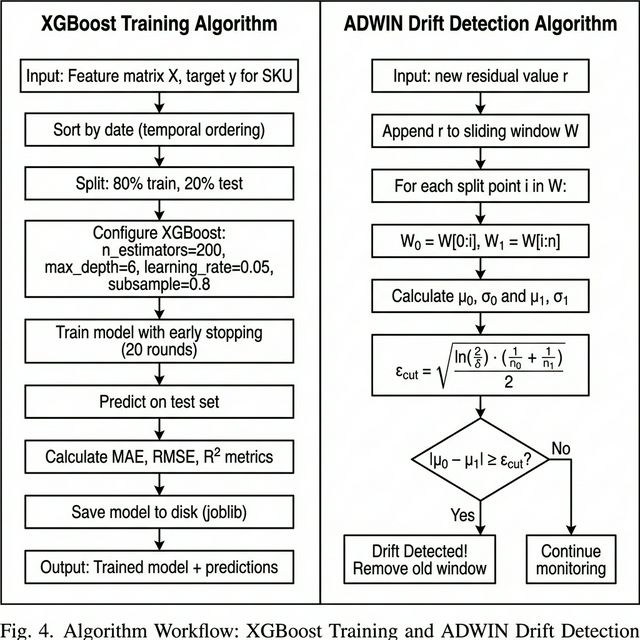 XGBoost Training Algorithm
Input: Feature matrix X, target y for SKU
Sort by date (temporal ordering)
Split: 80% train, 20% test
Configure XGBoost:
n_estimators=200,
max_depth=6, learning_rate=0.05,
subsample=0.8
Train model with early stopping
(20 rounds)
Predict on test set
Calculate MAE, RMSE, R² metrics
Save model to disk (joblib)
Output: Trained model + predictions
ADWIN Drift Detection Algorithm
Input: new residual value r
Append r to sliding window W
For each split point i in W:
W₀ = W[0:i], W₁ = W[i:n]
Calculate μ₀, σ₀ and μ₁, σ₁
ε_cut = √(ln(2/δ) · (1/n₀ + 1/n₁) / 2)
|μ₀ − μ₁| ≥ ε_cut?
No
Yes
Drift Detected!
Remove old window
Continue
monitoring
Fig. 4. Algorithm Workflow: XGBoost Training and ADWIN Drift Detection